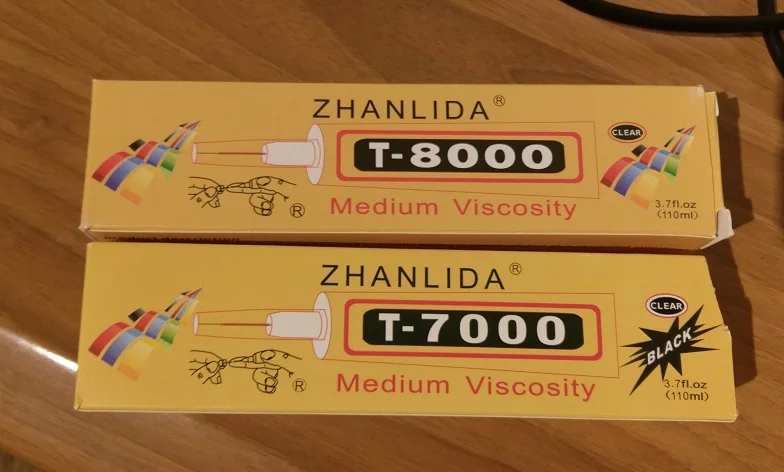 ZHANLIDA®
CLEAR
T-8000
Medium Viscosity
®
3.7fl.oz
(110ml)
ZHANLIDA®
CLEAR
T-7000
BLACK
Medium Viscosity
®
3.7fl.oz
(110ml)